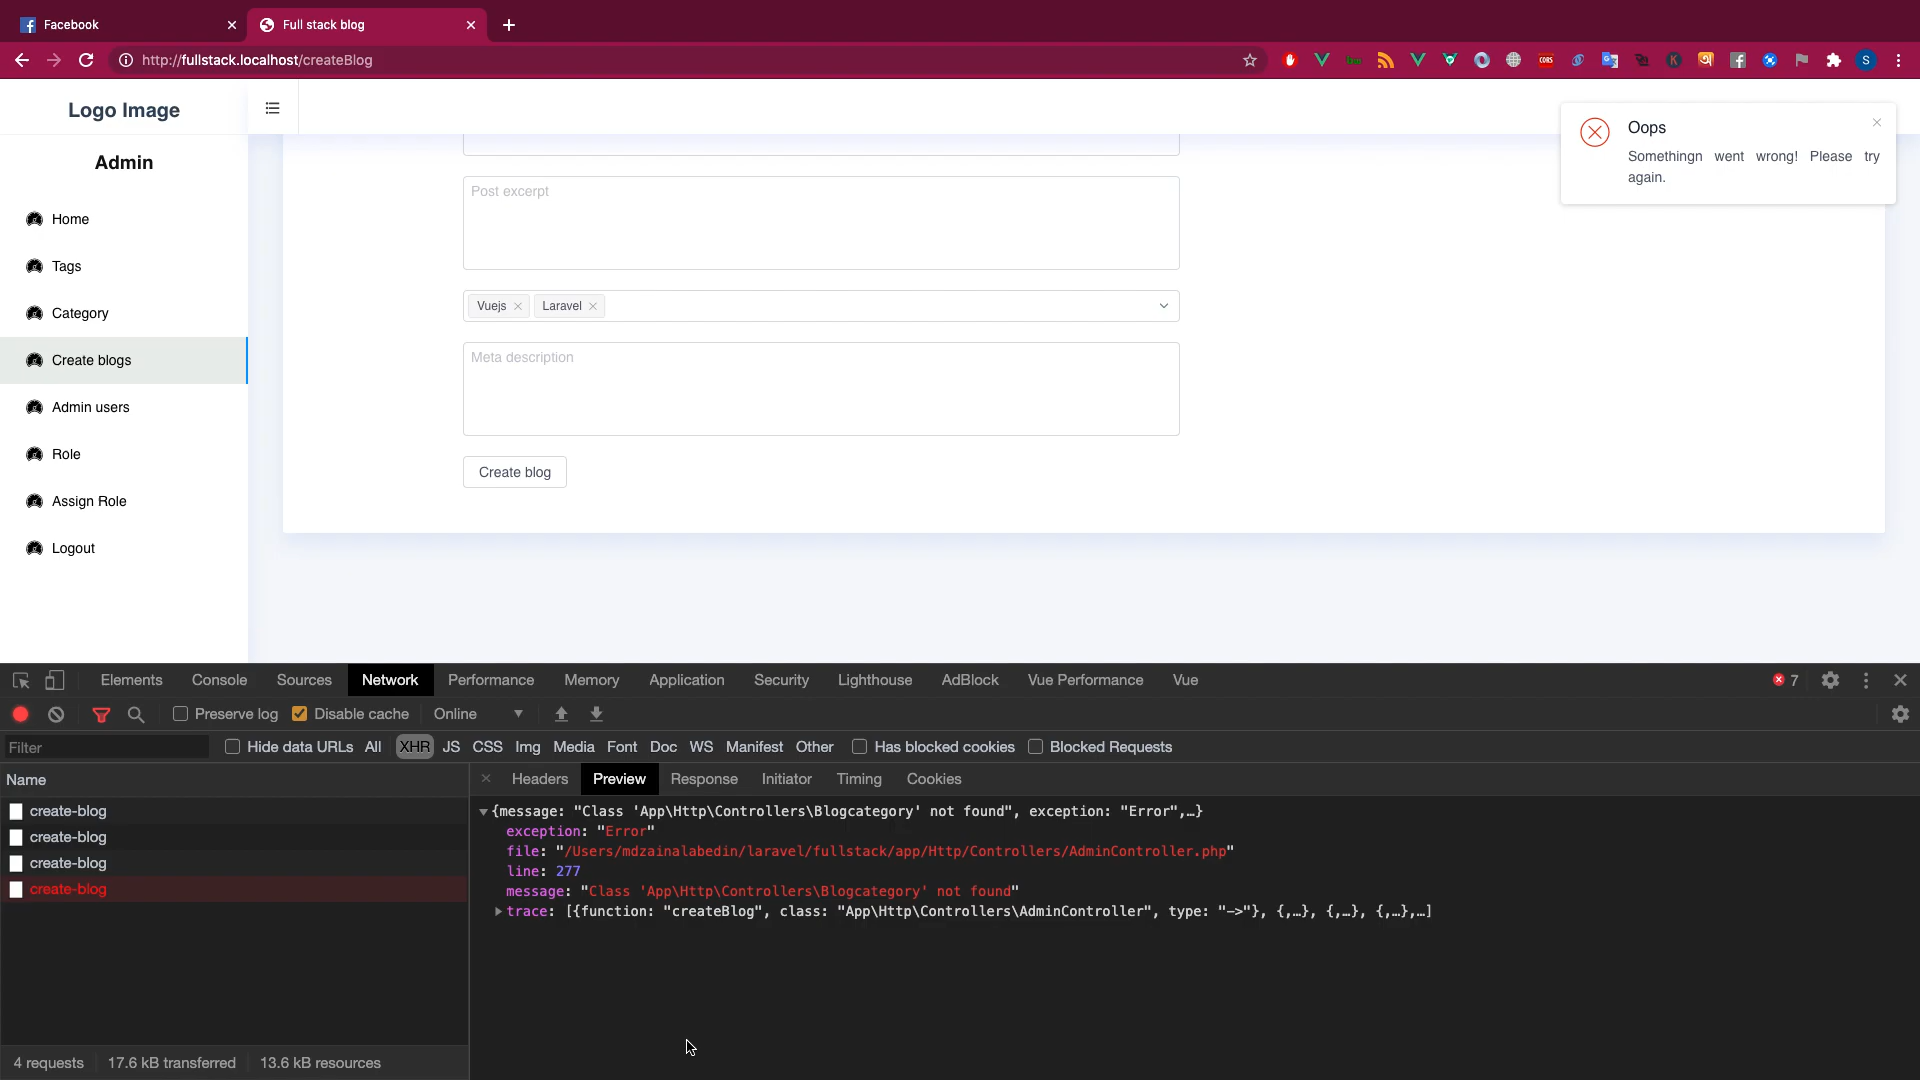 Facebook
Full stack blog
http://fullstack.localhost/createBlog
CORS
K
S
Logo Image
Admin
Home
Tags
Category
Create blogs
Admin users
Role
Assign Role
Logout
Post excerpt
Vuejs
Laravel
Meta description
Create blog
Oops
Somethingn went wrong! Please try
again.
Elements Console Sources Network Performance Memory Application Security Lighthouse AdBlock Vue Performance Vue 7
Preserve log Disable cache Online
Filter Hide data URLs All XHR JS CSS Img Media Font Doc WS Manifest Other Has blocked cookies Blocked Requests
Name
create-blog
create-blog
create-blog
create-blog
Headers Preview Response Initiator Timing Cookies
{message: "Class 'App\Http\Controllers\Blogcategory' not found", exception: "Error",…}
exception: "Error"
file: "/Users/mdzainalabedin/laravel/fullstack/app/Http/Controllers/AdminController.php"
line: 277
message: "Class 'App\Http\Controllers\Blogcategory' not found"
trace: [{function: "createBlog", class: "App\Http\Controllers\AdminController", type: "->"}, {,…}, {,…}, {,…},…]
4 requests 17.6 kB transferred 13.6 kB resources